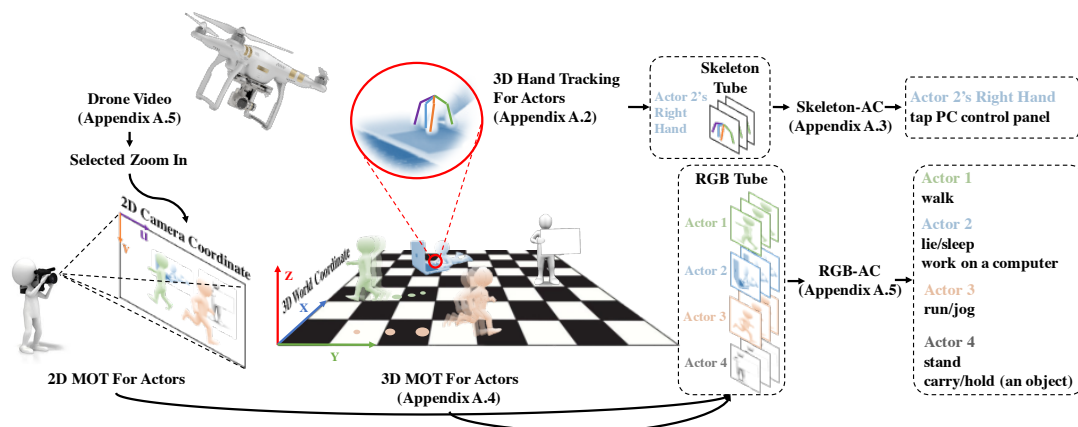 Drone Video
(Appendix A.5)
Selected Zoom In
2D Camera Coordinate
u
v
2D MOT For Actors
3D Hand Tracking
For Actors
(Appendix A.2)
3D World Coordinate
Z
X
Y
3D MOT For Actors
(Appendix A.4)
Skeleton
Tube
Actor 2's
Right
Hand
Skeleton-AC
(Appendix A.3)
Actor 2's Right Hand
tap PC control panel
RGB Tube
Actor 1
Actor 2
Actor 3
Actor 4
RGB-AC
(Appendix A.5)
Actor 1
walk
Actor 2
lie/sleep
work on a computer
Actor 3
run/jog
Actor 4
stand
carry/hold (an object)